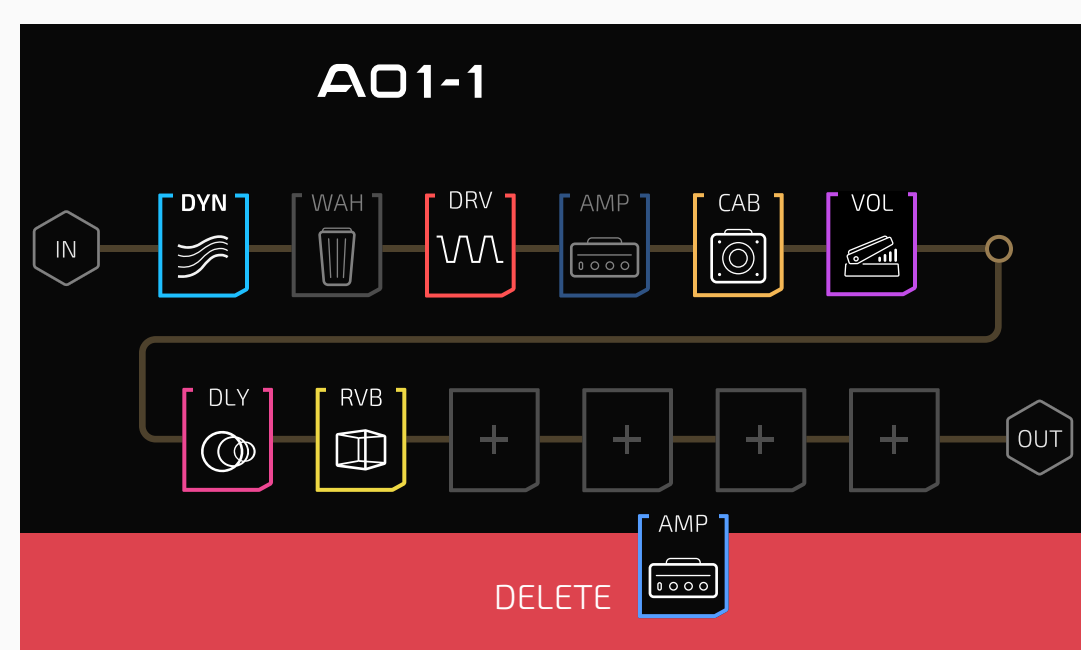 A01-1
IN DYN WAH DRV AMP CAB VOL
DLY RVB + + + + OUT
AMP
DELETE